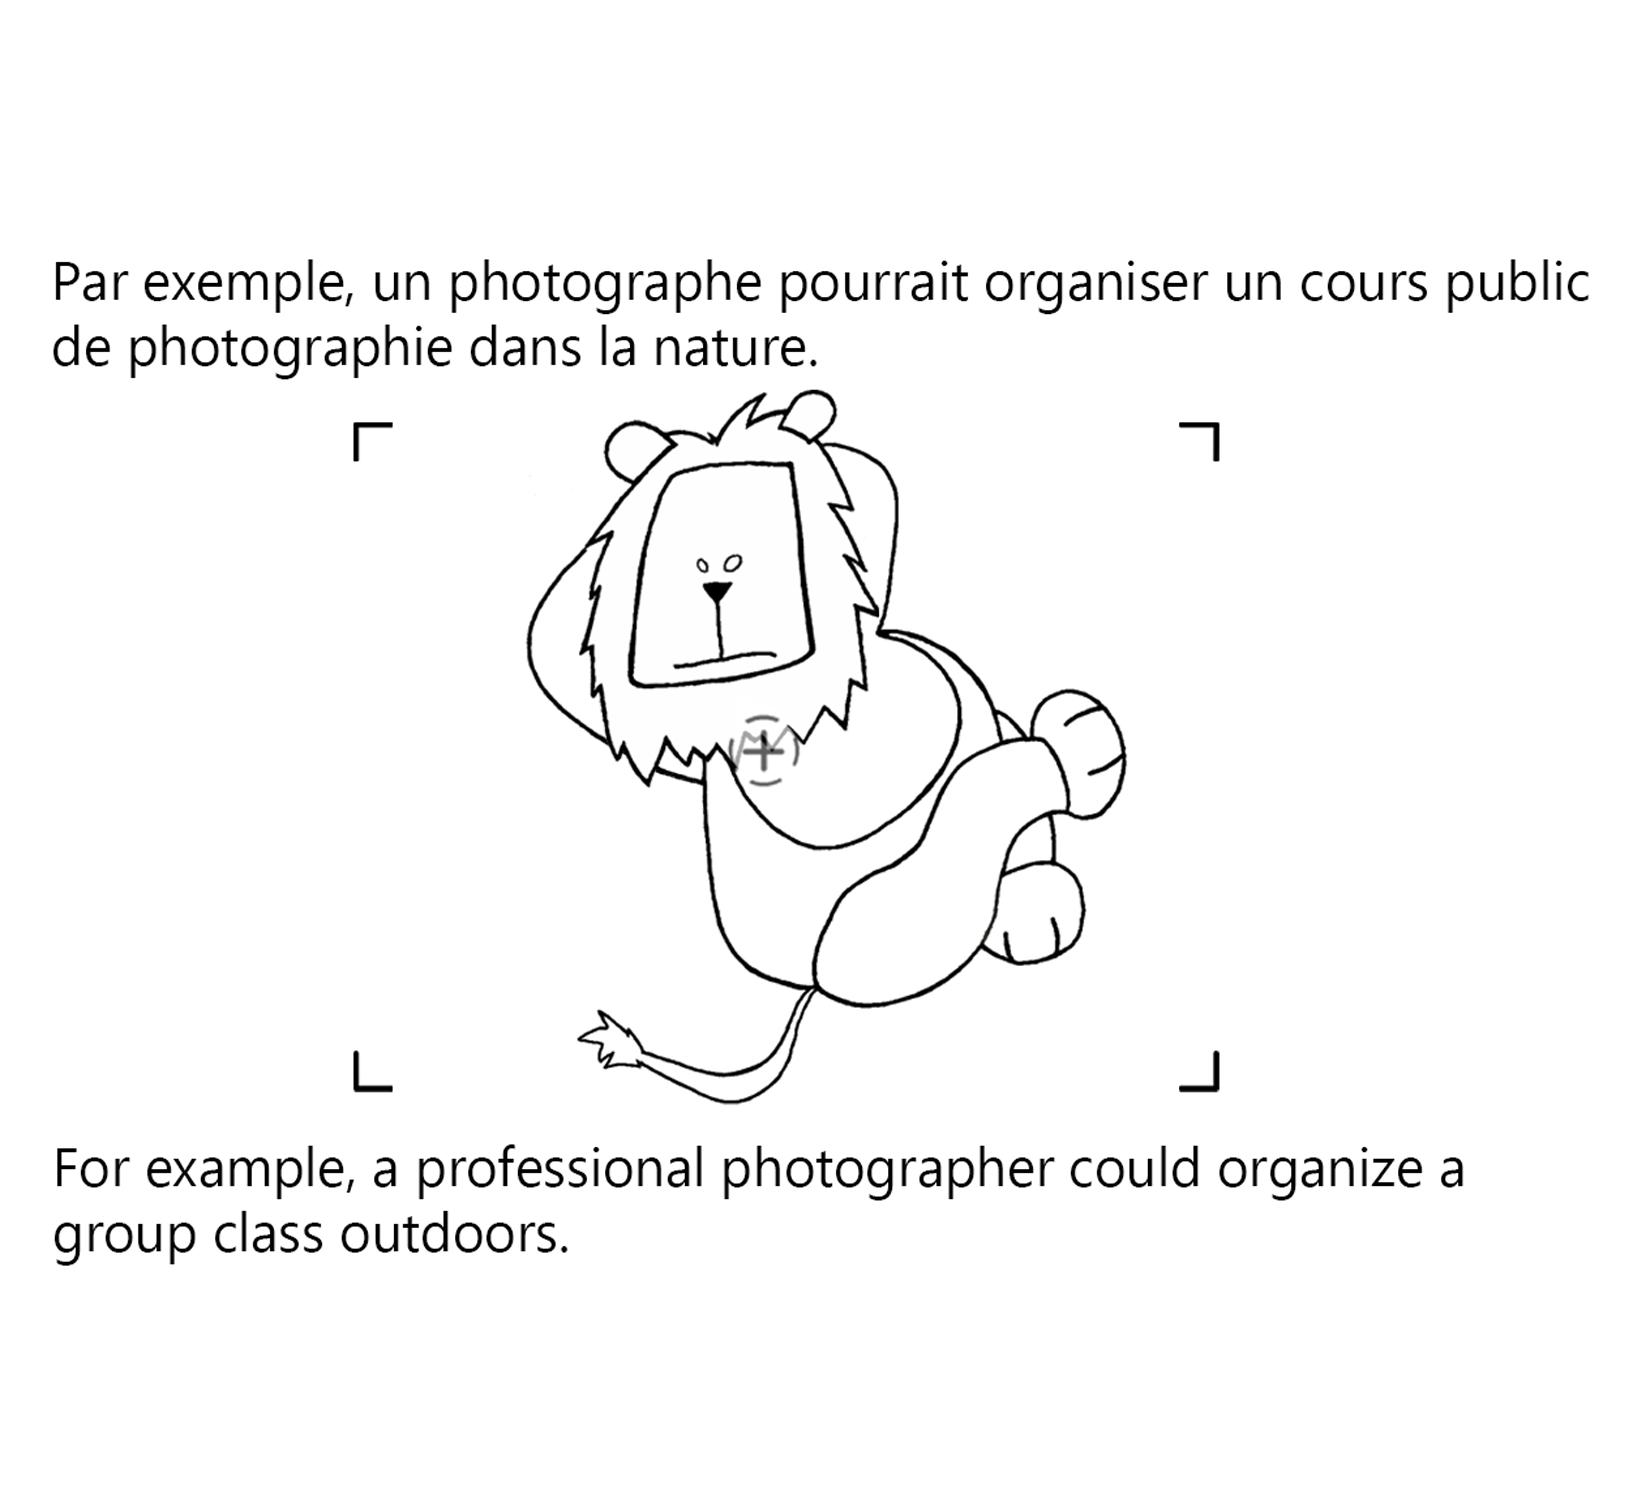 Par exemple, un photographe pourrait organiser un cours public
de photographie dans la nature.
For example, a professional photographer could organize a
group class outdoors.